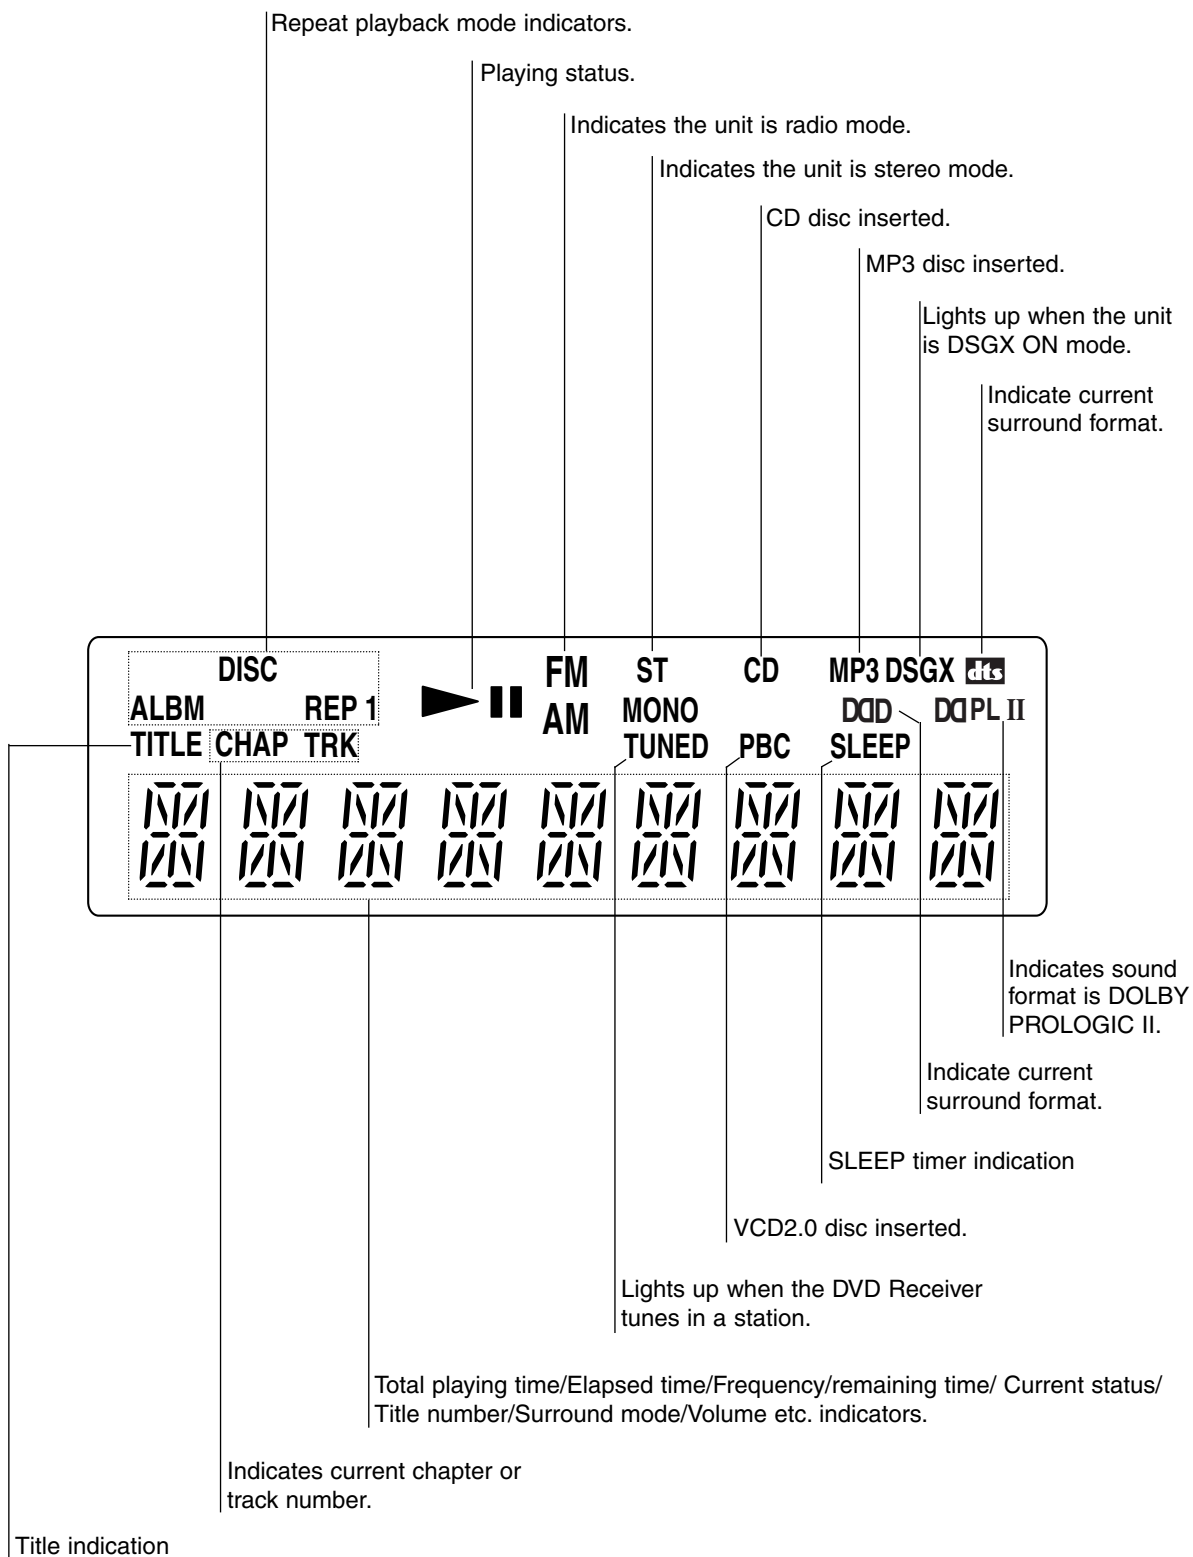 Repeat playback mode indicators.
Playing status.
Indicates the unit is radio mode.
Indicates the unit is stereo mode.
CD disc inserted.
MP3 disc inserted.
Lights up when the unit
is DSGX ON mode.
Indicate current
surround format.
DISC
FM
ST
CD
MP3 DSGX dts
ALBM
REP 1
AM
MONO
DD D
DD PL II
TITLE CHAP TRK
TUNED
PBC
SLEEP
Indicates sound
format is DOLBY
PROLOGIC II.
Indicate current
surround format.
SLEEP timer indication
VCD2.0 disc inserted.
Lights up when the DVD Receiver
tunes in a station.
Total playing time/Elapsed time/Frequency/remaining time/ Current status/
Title number/Surround mode/Volume etc. indicators.
Indicates current chapter or
track number.
Title indication